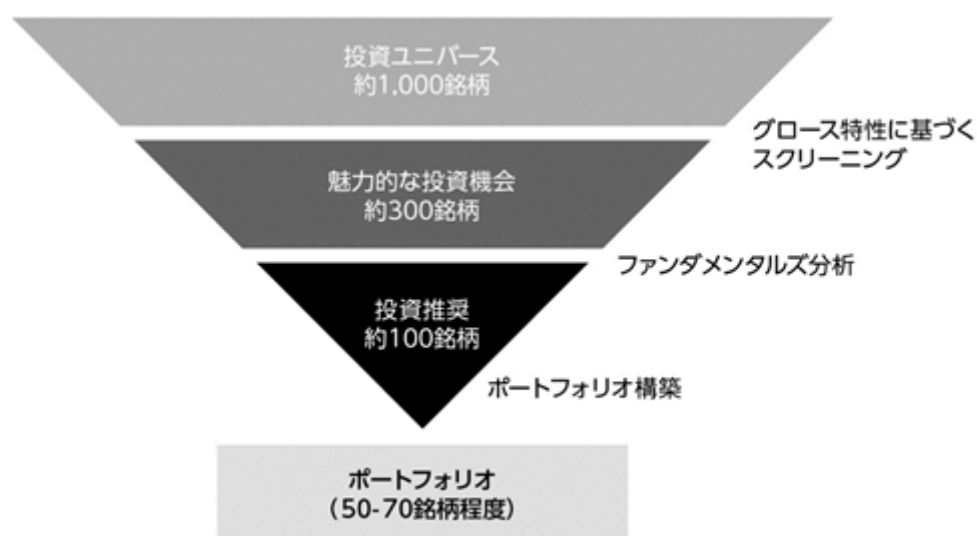 投資ユニバース
約1,000銘柄
グロース特性に基づく
スクリーニング
魅力的な投資機会
約300銘柄
ファンダメンタルズ分析
投資推奨
約100銘柄
ポートフォリオ構築
ポートフォリオ
(50-70銘柄程度)